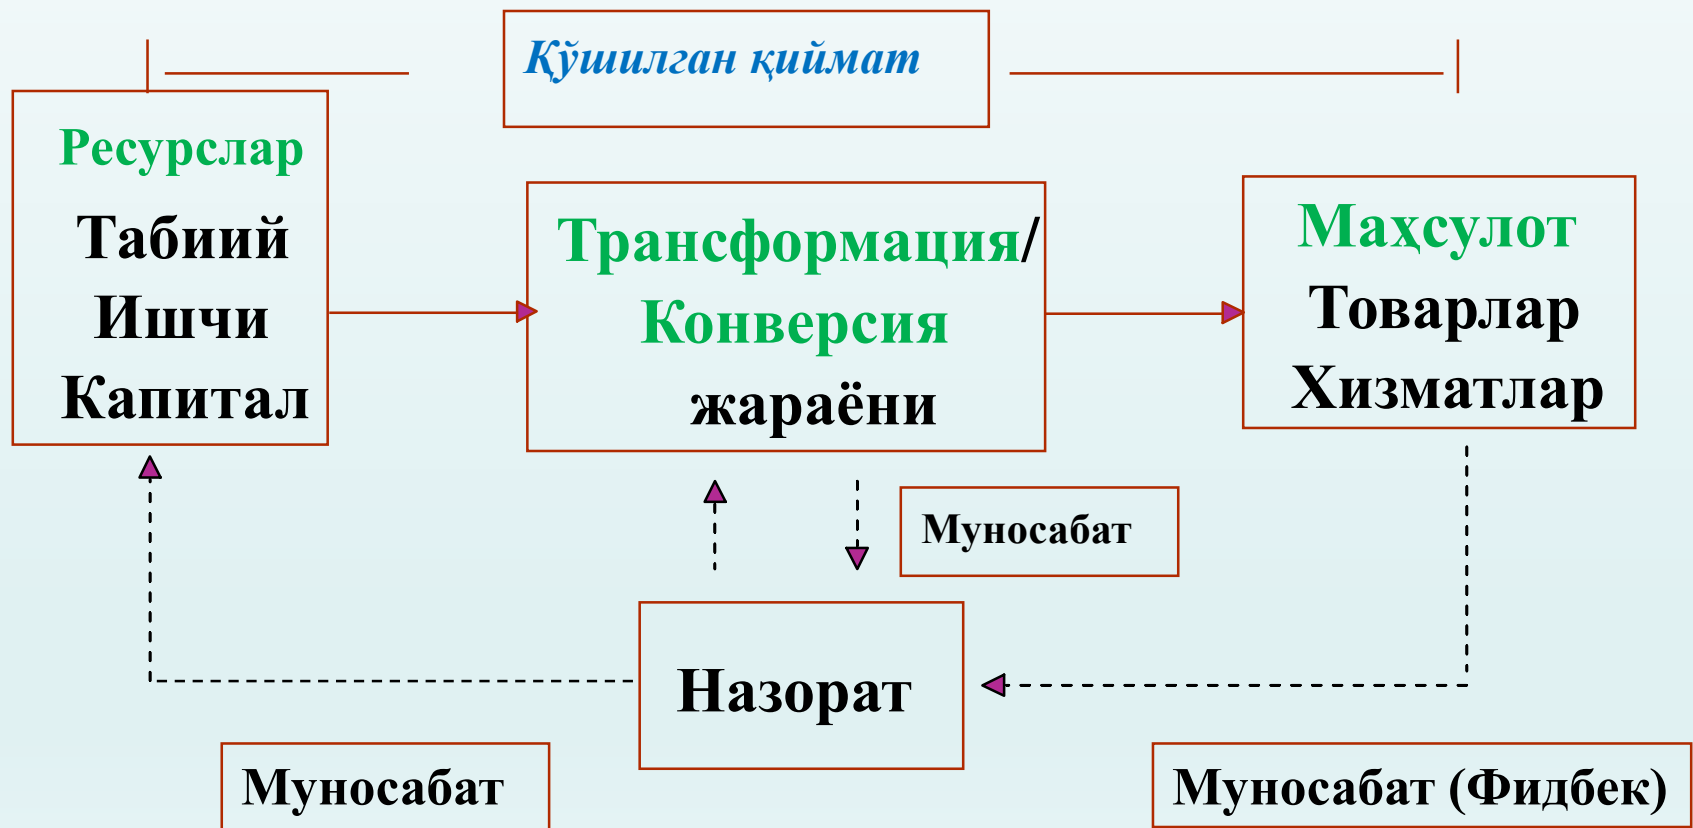 Қўшилган қиймат
Ресурслар
Табиий
Ишчи
Капитал
Трансформация/
Конверсия
жараёни
Маҳсулот
Товарлар
Хизматлар
Муносабат
Назорат
Муносабат
Муносабат (Фидбек)